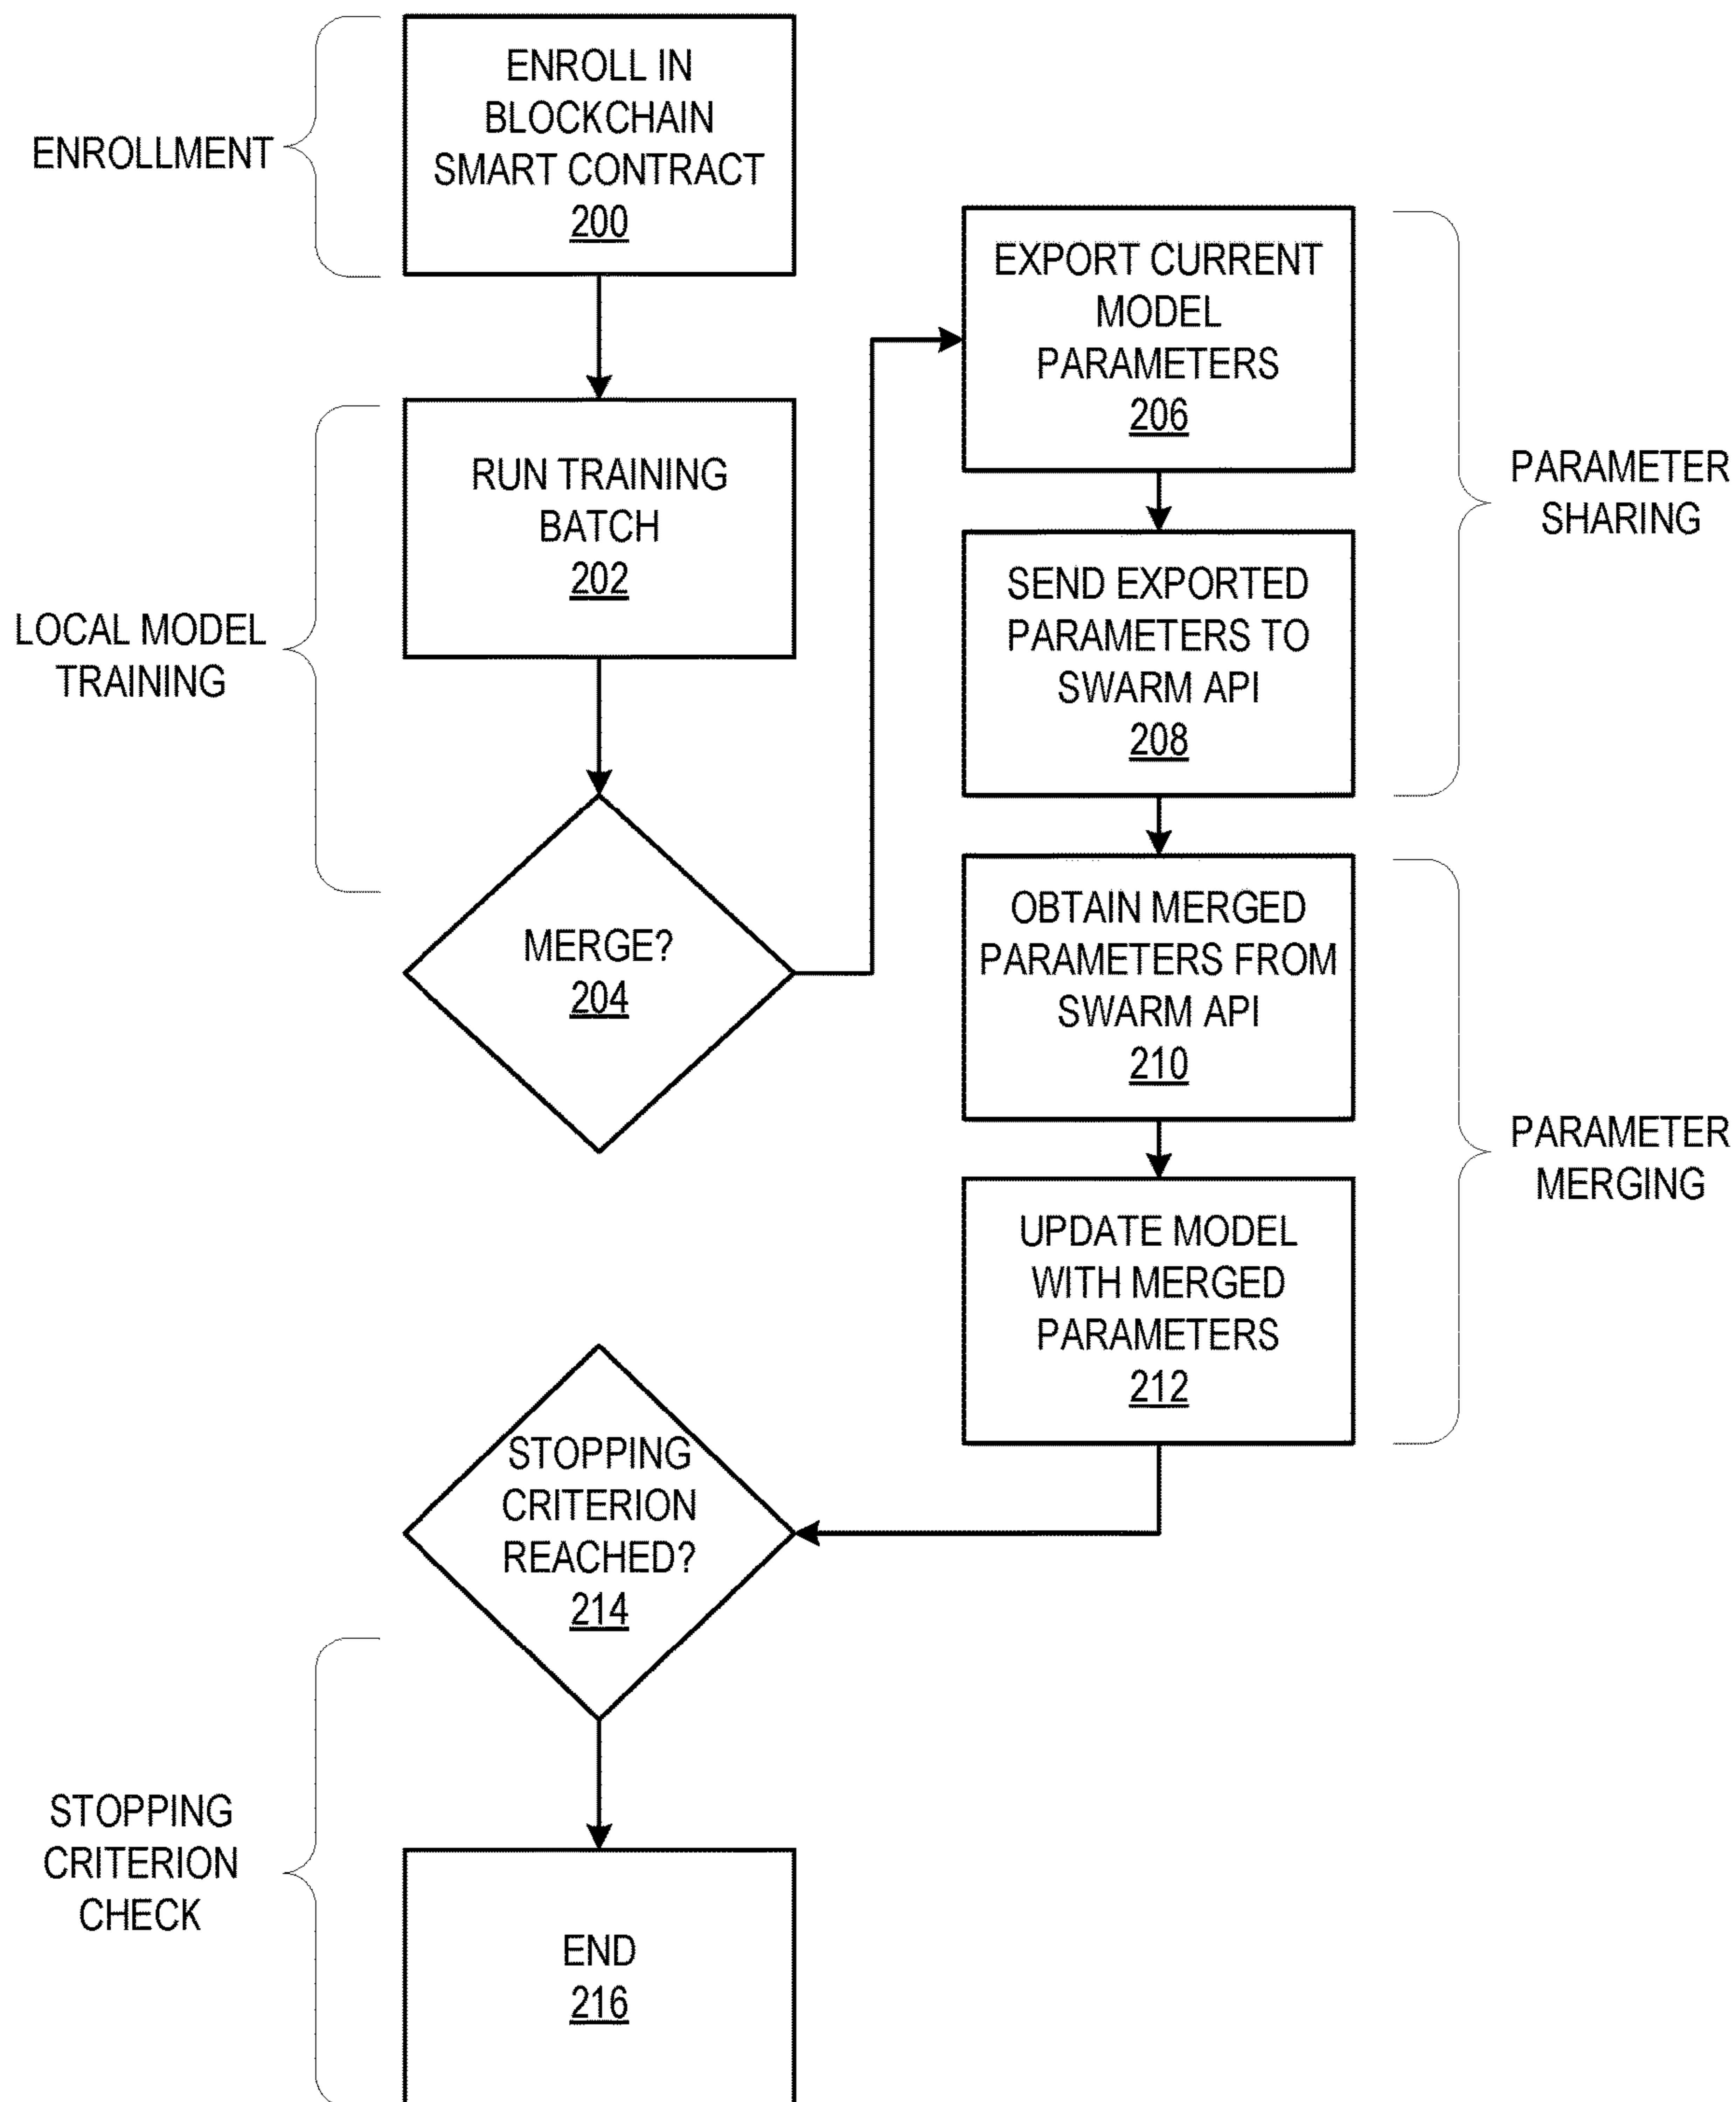 ENROLLMENT
ENROLL IN
BLOCKCHAIN
SMART CONTRACT
200
LOCAL MODEL
TRAINING
RUN TRAINING
BATCH
202
MERGE?
204
EXPORT CURRENT
MODEL
PARAMETERS
206
SEND EXPORTED
PARAMETERS TO
SWARM API
208
PARAMETER
SHARING
OBTAIN MERGED
PARAMETERS FROM
SWARM API
210
UPDATE MODEL
WITH MERGED
PARAMETERS
212
PARAMETER
MERGING
STOPPING
CRITERION
REACHED?
214
STOPPING
CRITERION
CHECK
END
216